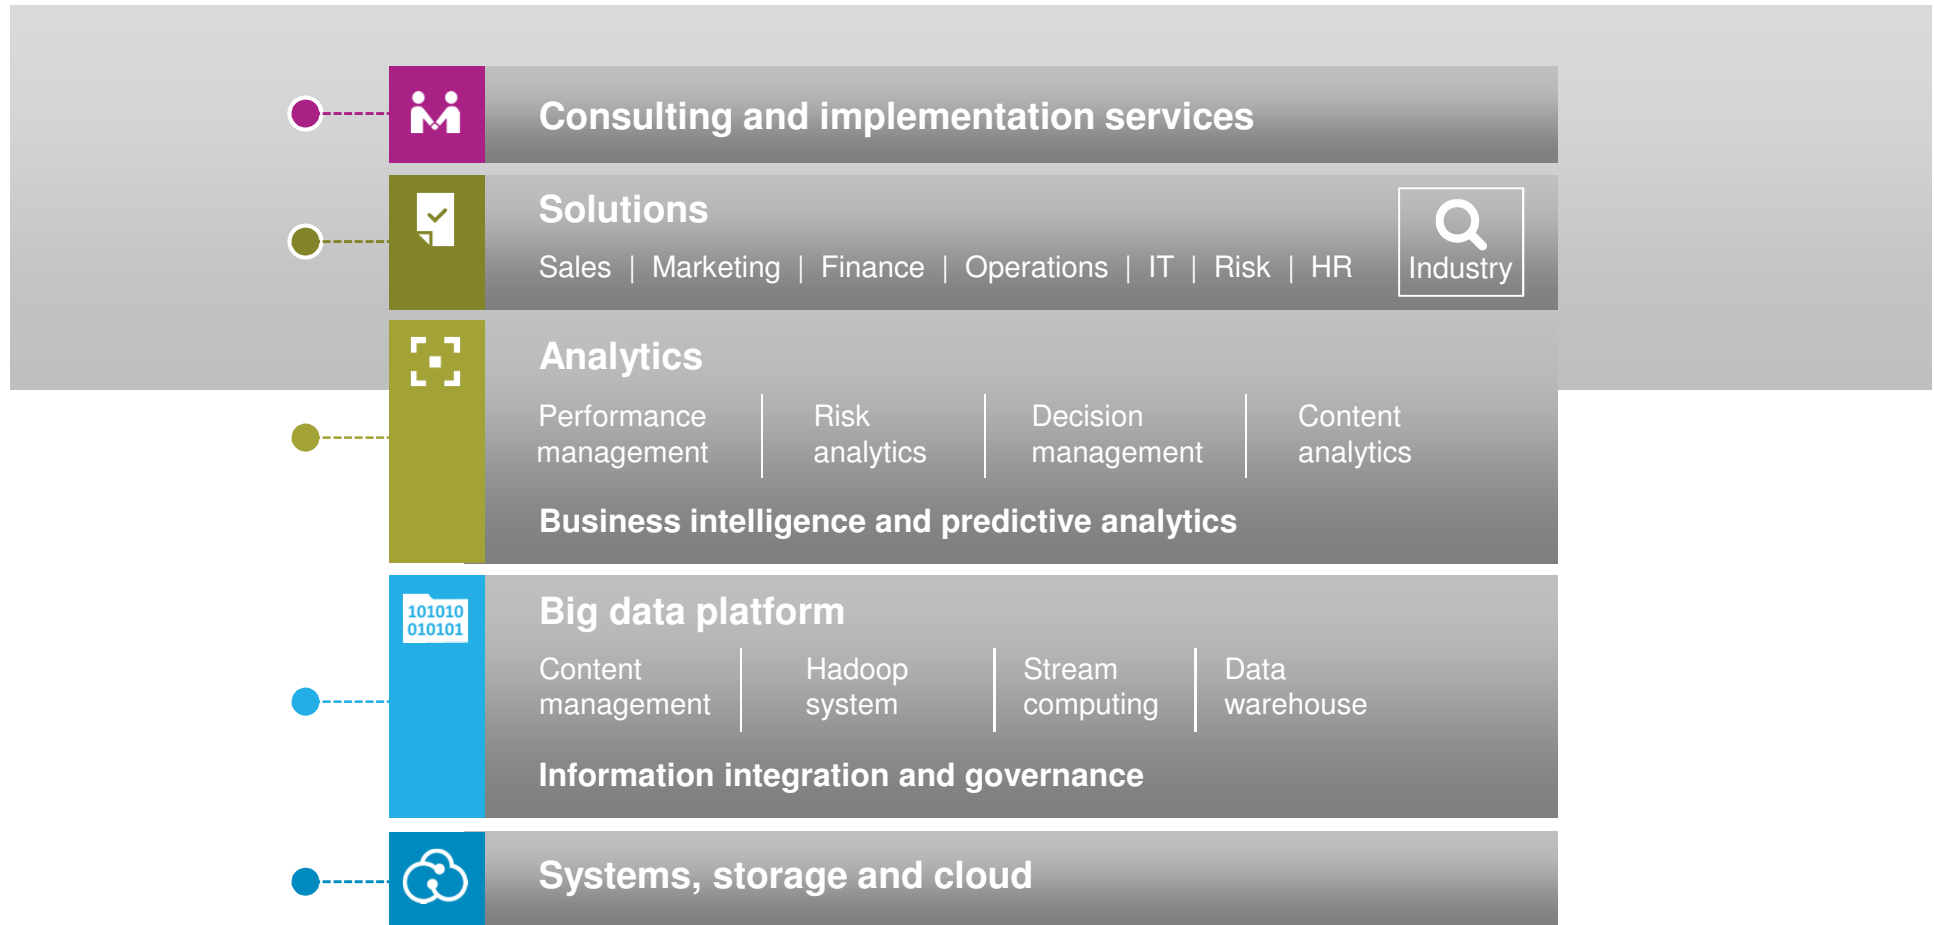 Consulting and implementation services
Solutions
Sales | Marketing | Finance | Operations | IT | Risk | HR
Industry
Analytics
Performance management
Risk analytics
Decision management
Content analytics
Business intelligence and predictive analytics
101010
010101
Big data platform
Content management
Hadoop system
Stream computing
Data warehouse
Information integration and governance
Systems, storage and cloud